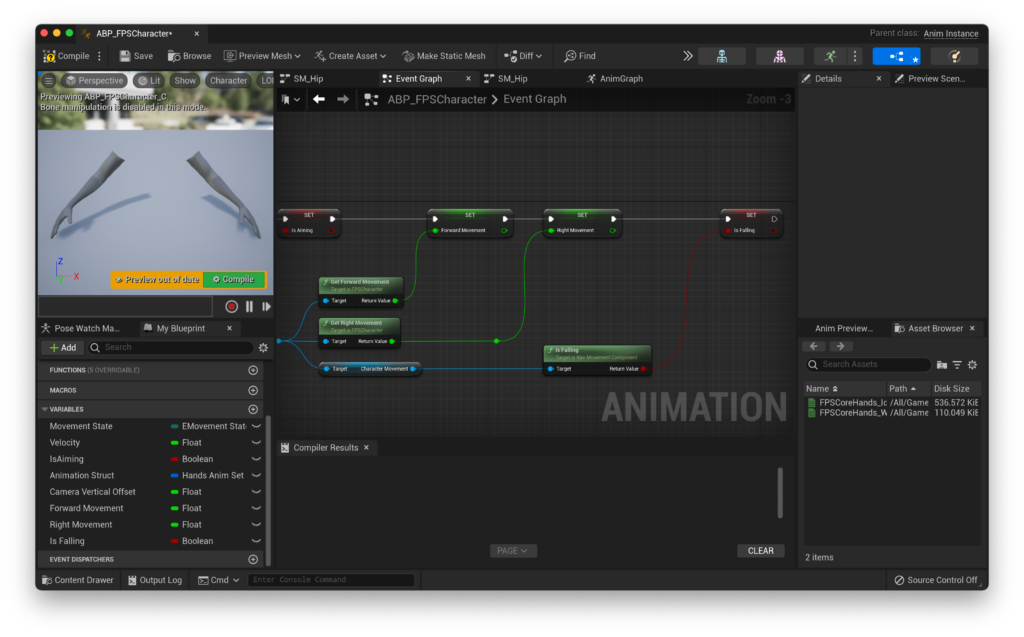 ABP_FPSCharacter*
Parent class: Anim Instance
Compile Save Browse Preview Mesh Create Asset Make Static Mesh Diff Find
Perspective Lit Show Character LOD
Previewing ABP_FPSCharacter_C.
Bone manipulation is disabled in this mode.
Z
X
Y
Preview out of date Compile
SM_Hip Event Graph SM_Hip AnimGraph
ABP_FPSCharacter > Event Graph Zoom -3
SET
Is Aiming
SET
Forward Movement
SET
Right Movement
SET
Is Falling
Get Forward Movement
Target is FPSCharacter
Target Return Value
Get Right Movement
Target is FPSCharacter
Target Return Value
Target Character Movement
Is Falling
Target is Nav Movement Component
Target Return Value
ANIMATION
Details Preview Scen...
Pose Watch Ma... My Blueprint
Add Search
FUNCTIONS (5 OVERRIDABLE)
MACROS
VARIABLES
Movement State EMovement Stat
Velocity Float
IsAiming Boolean
Animation Struct Hands Anim Set
Camera Vertical Offset Float
Forward Movement Float
Right Movement Float
Is Falling Boolean
EVENT DISPATCHERS
Compiler Results
PAGE CLEAR
Anim Preview... Asset Browser
Search Assets
Name Path Disk Size
FPSCoreHands_Ic /All/Game 536.572 KiB
FPSCoreHands_W /All/Game 110.049 KiB
2 items
Content Drawer Output Log Cmd Enter Console Command Source Control Off